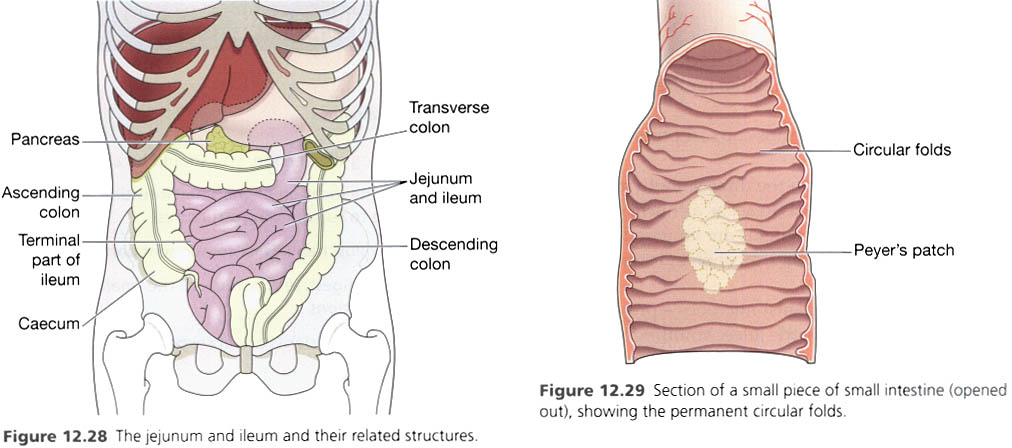 Pancreas
Ascending
colon
Terminal
part of
ileum
Caecum
Transverse
colon
Jejunum
and ileum
Descending
colon
Figure 12.28 The jejunum and ileum and their related structures.
Circular folds
Peyer's patch
Figure 12.29 Section of a small piece of small intestine (opened
out), showing the permanent circular folds.